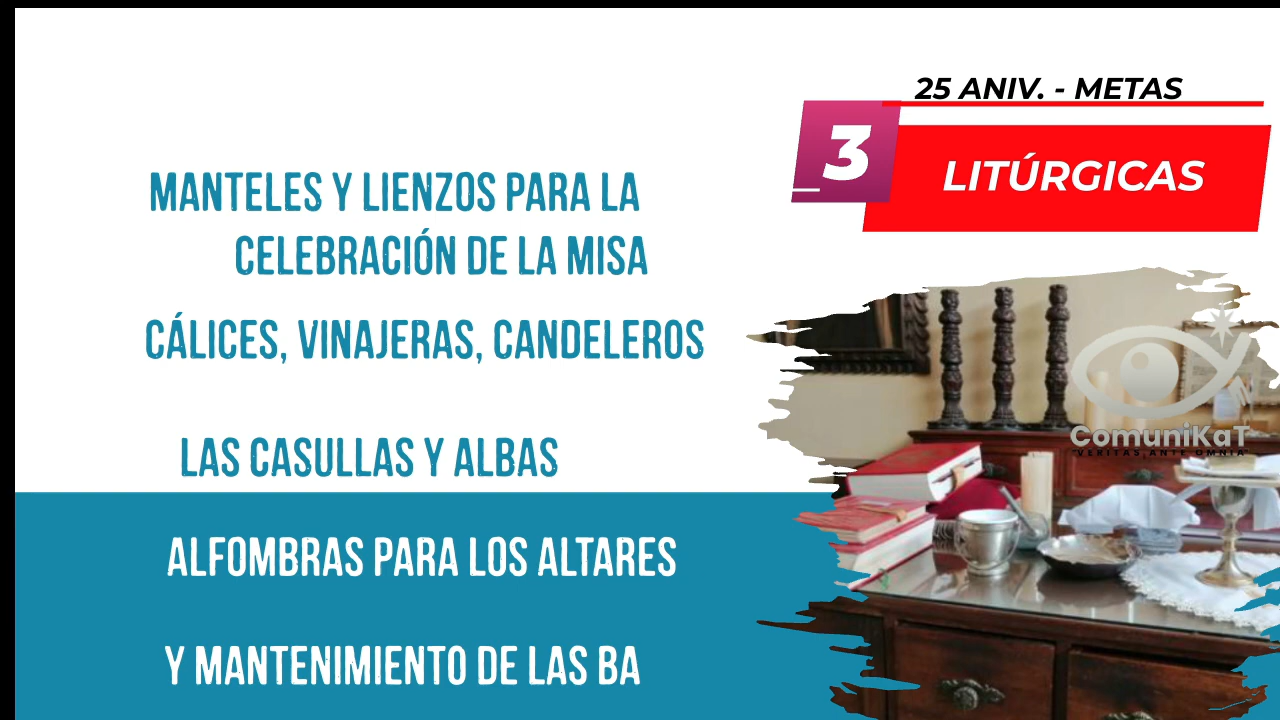 25 ANIV. - METAS
3
LITÚRGICAS
MANTELES Y LIENZOS PARA LA
CELEBRACIÓN DE LA MISA
CÁLICES, VINAJERAS, CANDELEROS
LAS CASULLAS Y ALBAS
ALFOMBRAS PARA LOS ALTARES
Y MANTENIMIENTO DE LAS BA
ComuniKaT
"VERITAS ANTE OMNIA"